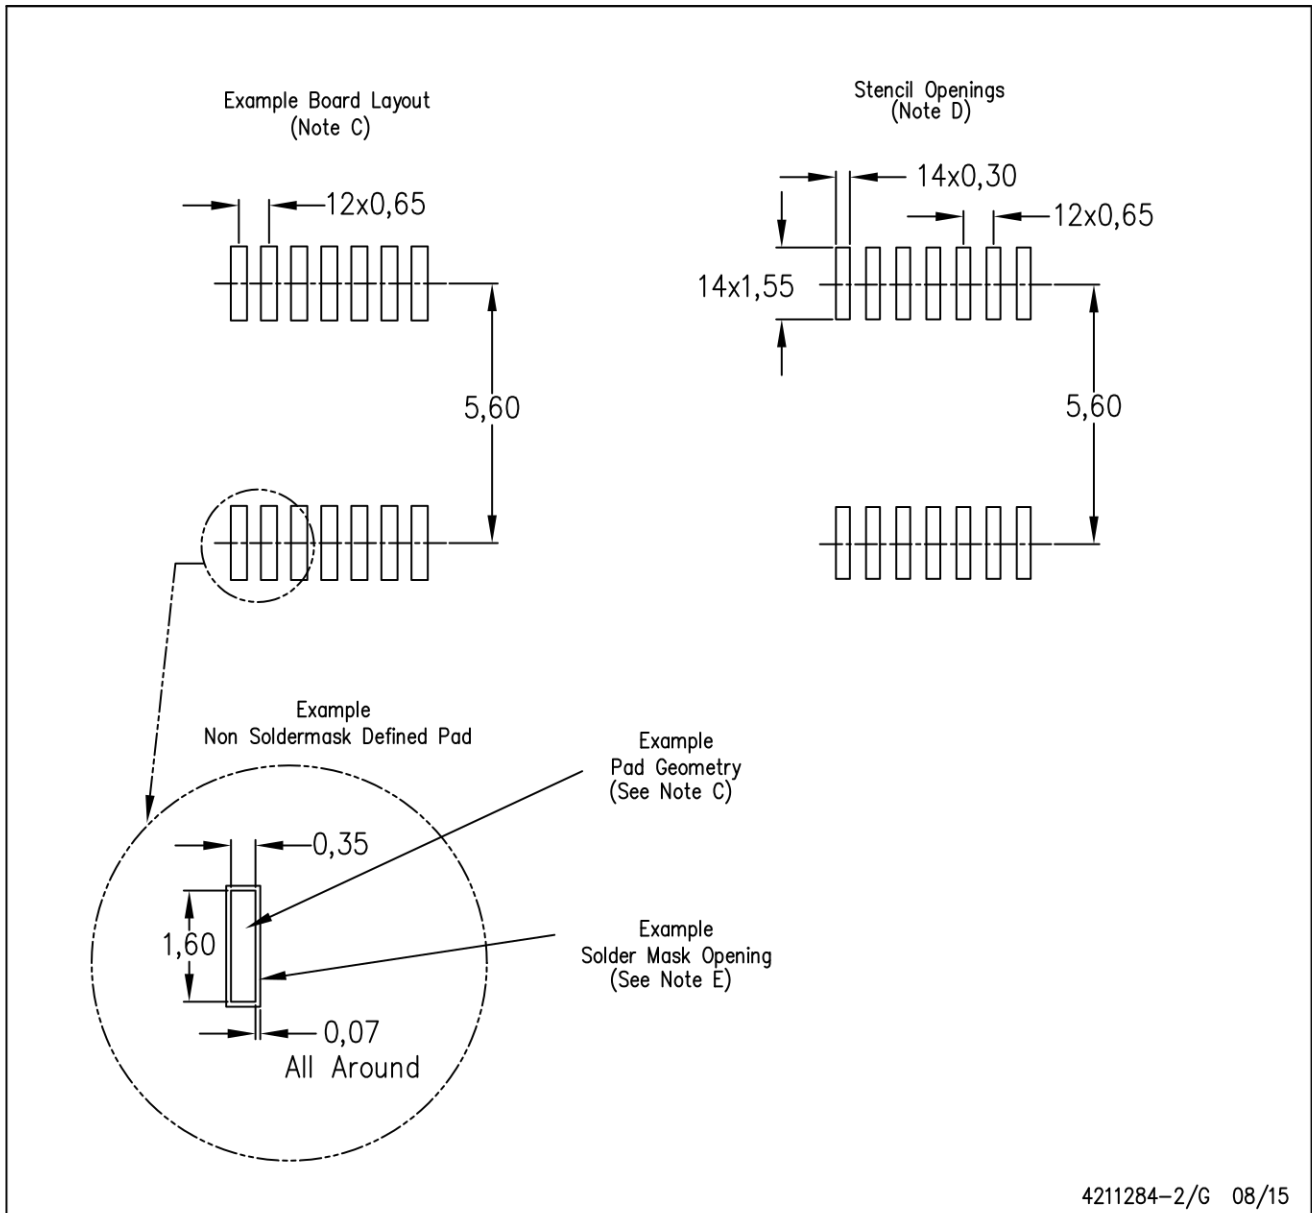 Example Board Layout
(Note C)
12x0,65
5,60
Stencil Openings
(Note D)
14x0,30
12x0,65
14x1,55
5,60
Example
Non Soldermask Defined Pad
Example
Pad Geometry
(See Note C)
0,35
1,60
Example
Solder Mask Opening
(See Note E)
0,07
All Around
4211284-2/G 08/15